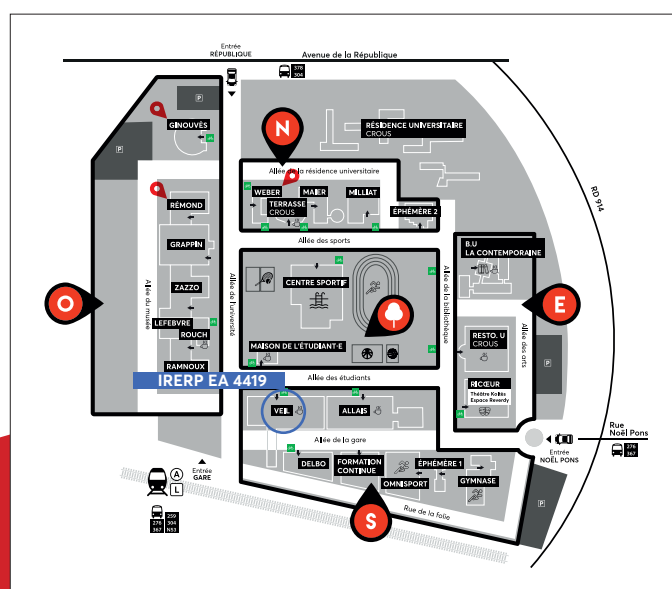 Entrée
RÉPUBLIQUE
Avenue de la République
378
304
P
GINOUVÈS
P
N
RÉSIDENCE UNIVERSITAIRE
CROUS
Allée de la résidence universitaire
WEBER
MAIER
MILLIAT
TERRASSE
CROUS
ÉPHÉMÈRE 2
RÉMOND
GRAPPIN
ZAZZO
LEFEBVRE
ROUCH
RAMNOUX
Allée du musée
Allée de l'université
O
Allée des sports
CENTRE SPORTIF
MAISON DE L'ÉTUDIANT·E
Allée de la bibliothèque
B.U
LA CONTEMPORAINE
E
RESTO. U
CROUS
Allée des arts
RICŒUR
Théâtre Koltès
Espace Reverdy
RD 914
P
IRERP EA 4419
Allée des étudiants
VEIL
ALLAIS
Allée de la gare
DELBO
FORMATION
CONTINUE
OMNISPORT
ÉPHÉMÈRE 1
GYMNASE
Rue de la folie
S
Entrée
GARE
A
L
259
276 304
367 N53
Rue
Noël Pons
276
367
Entrée
NOËL PONS
P